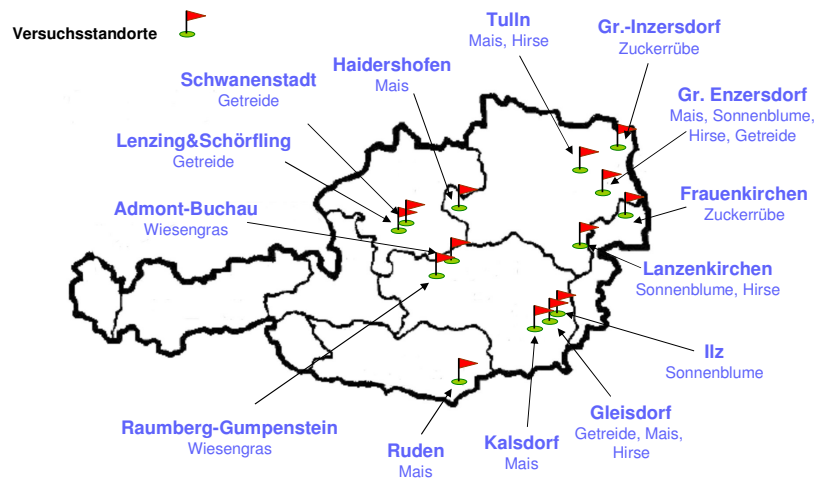 Versuchsstandorte
Tulln
Mais, Hirse
Gr.-Inzersdorf
Zuckerrübe
Haidershofen
Mais
Schwanenstadt
Getreide
Gr. Enzersdorf
Mais, Sonnenblume,
Hirse, Getreide
Lenzing&Schörfling
Getreide
Frauenkirchen
Zuckerrübe
Admont-Buchau
Wiesengras
Lanzenkirchen
Sonnenblume, Hirse
Ilz
Sonnenblume
Raumberg-Gumpenstein
Wiesengras
Ruden
Mais
Kalsdorf
Mais
Gleisdorf
Getreide, Mais,
Hirse